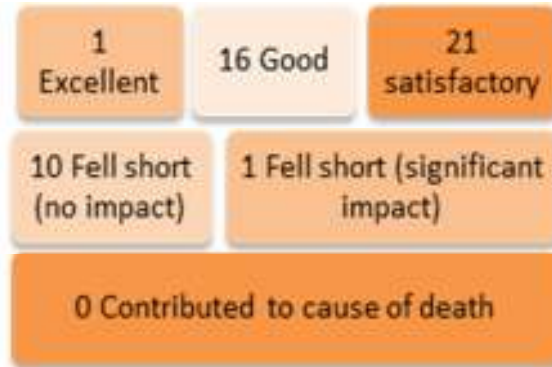 1
Excellent
16 Good
21
satisfactory
10 Fell short
(no impact)
1 Fell short (significant
impact)
0 Contributed to cause of death